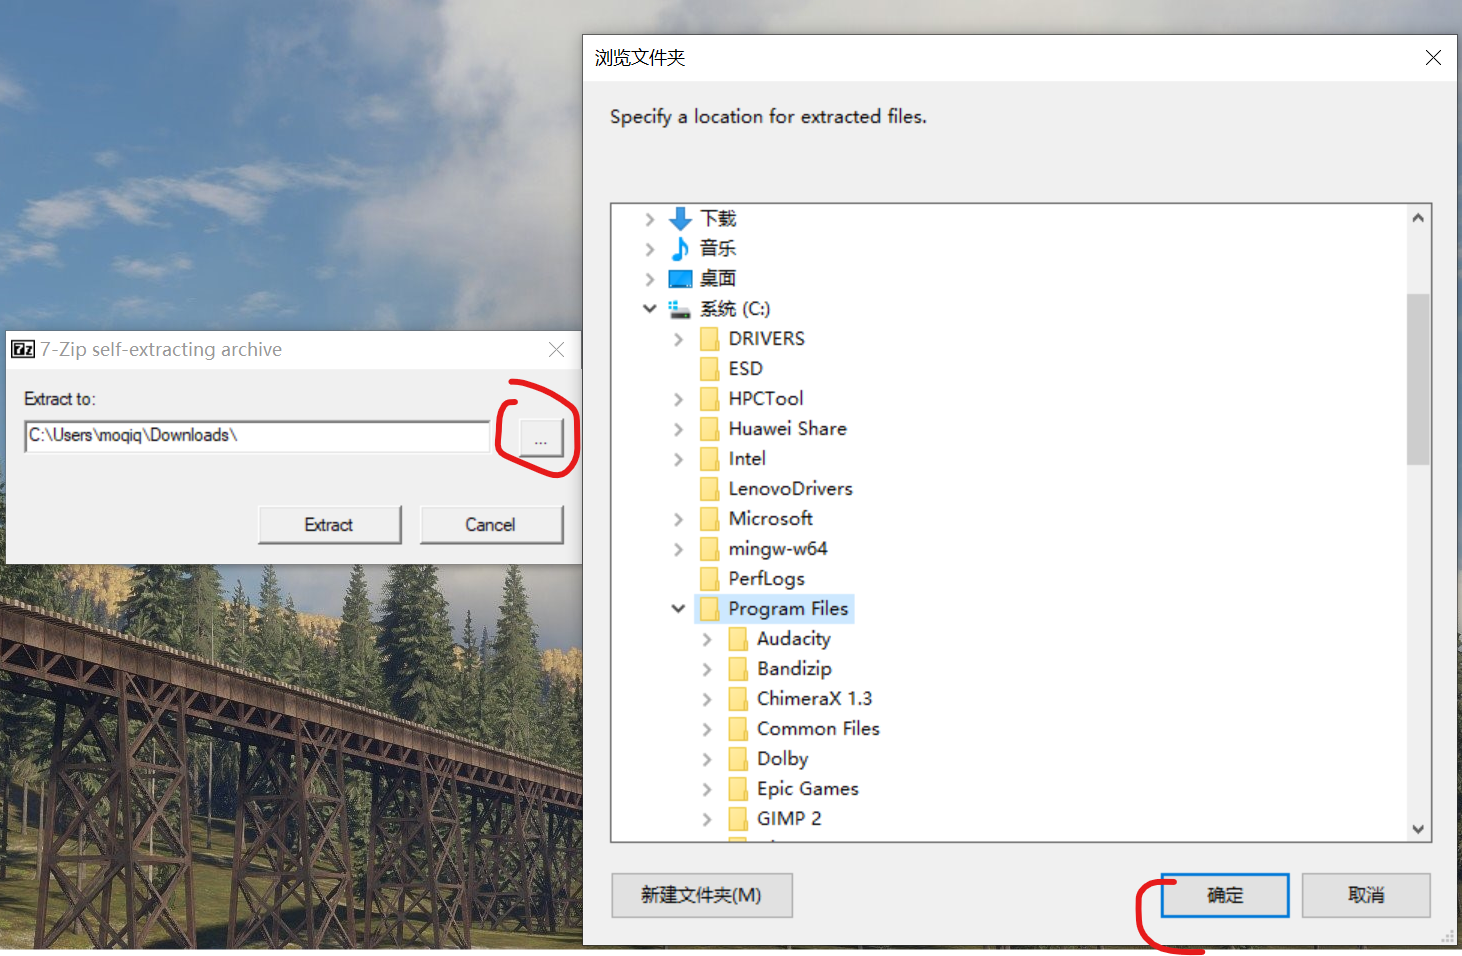 浏览文件夹
Specify a location for extracted files.
下载
音乐
桌面
系统 (C:)
DRIVERS
ESD
HPCTool
Huawei Share
Intel
LenovoDrivers
Microsoft
mingw-w64
PerfLogs
Program Files
Audacity
Bandizip
ChimeraX 1.3
Common Files
Dolby
Epic Games
GIMP 2
新建文件夹(M)
确定
取消
7z 7-Zip self-extracting archive
Extract to:
C:\Users\moqiq\Downloads\
...
Extract
Cancel